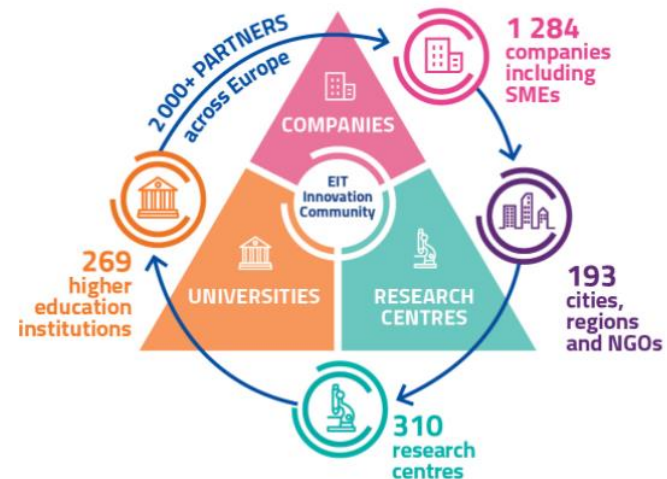 2 000+ PARTNERS
across Europe
1 284
companies
including
SMEs
COMPANIES
EIT
Innovation
Community
269
higher
education
institutions
UNIVERSITIES
RESEARCH
CENTRES
193
cities,
regions
and NGOs
310
research
centres